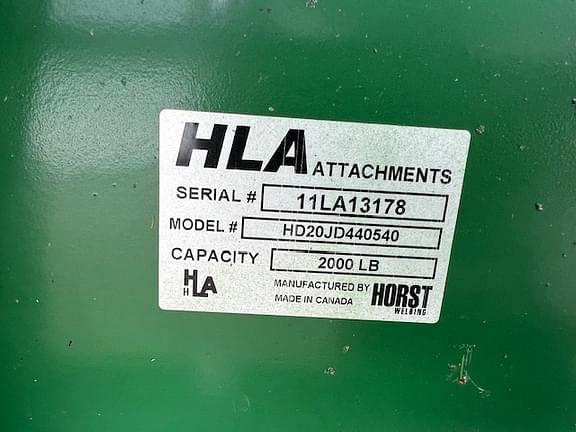 HLA ATTACHMENTS
SERIAL # 11LA13178
MODEL # HD20JD440540
CAPACITY 2000 LB
HLA
H
MANUFACTURED BY HORST
MADE IN CANADA WELDING